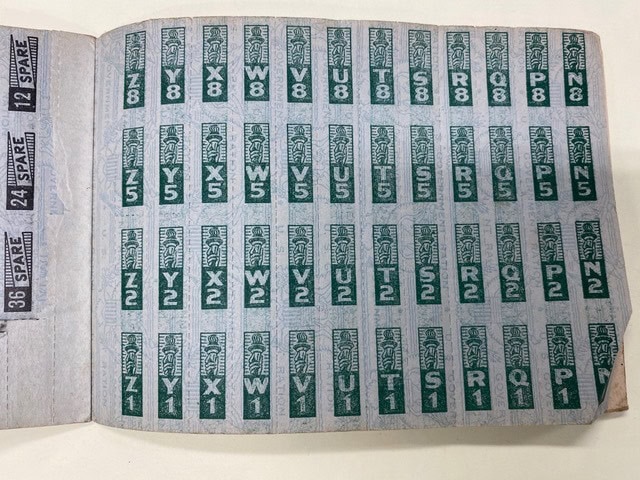 12 SPARE
24 SPARE
36 SPARE
Z8 Y8 X8 W8 V8 U8 T8 S8 R8 Q8 P8 N8
Z5 Y5 X5 W5 V5 U5 T5 S5 R5 Q5 P5 N5
Z2 Y2 X2 W2 V2 U2 T2 S2 R2 Q2 P2 N2
Z1 Y1 X1 W1 V1 U1 T1 S1 R1 Q1 P1 N